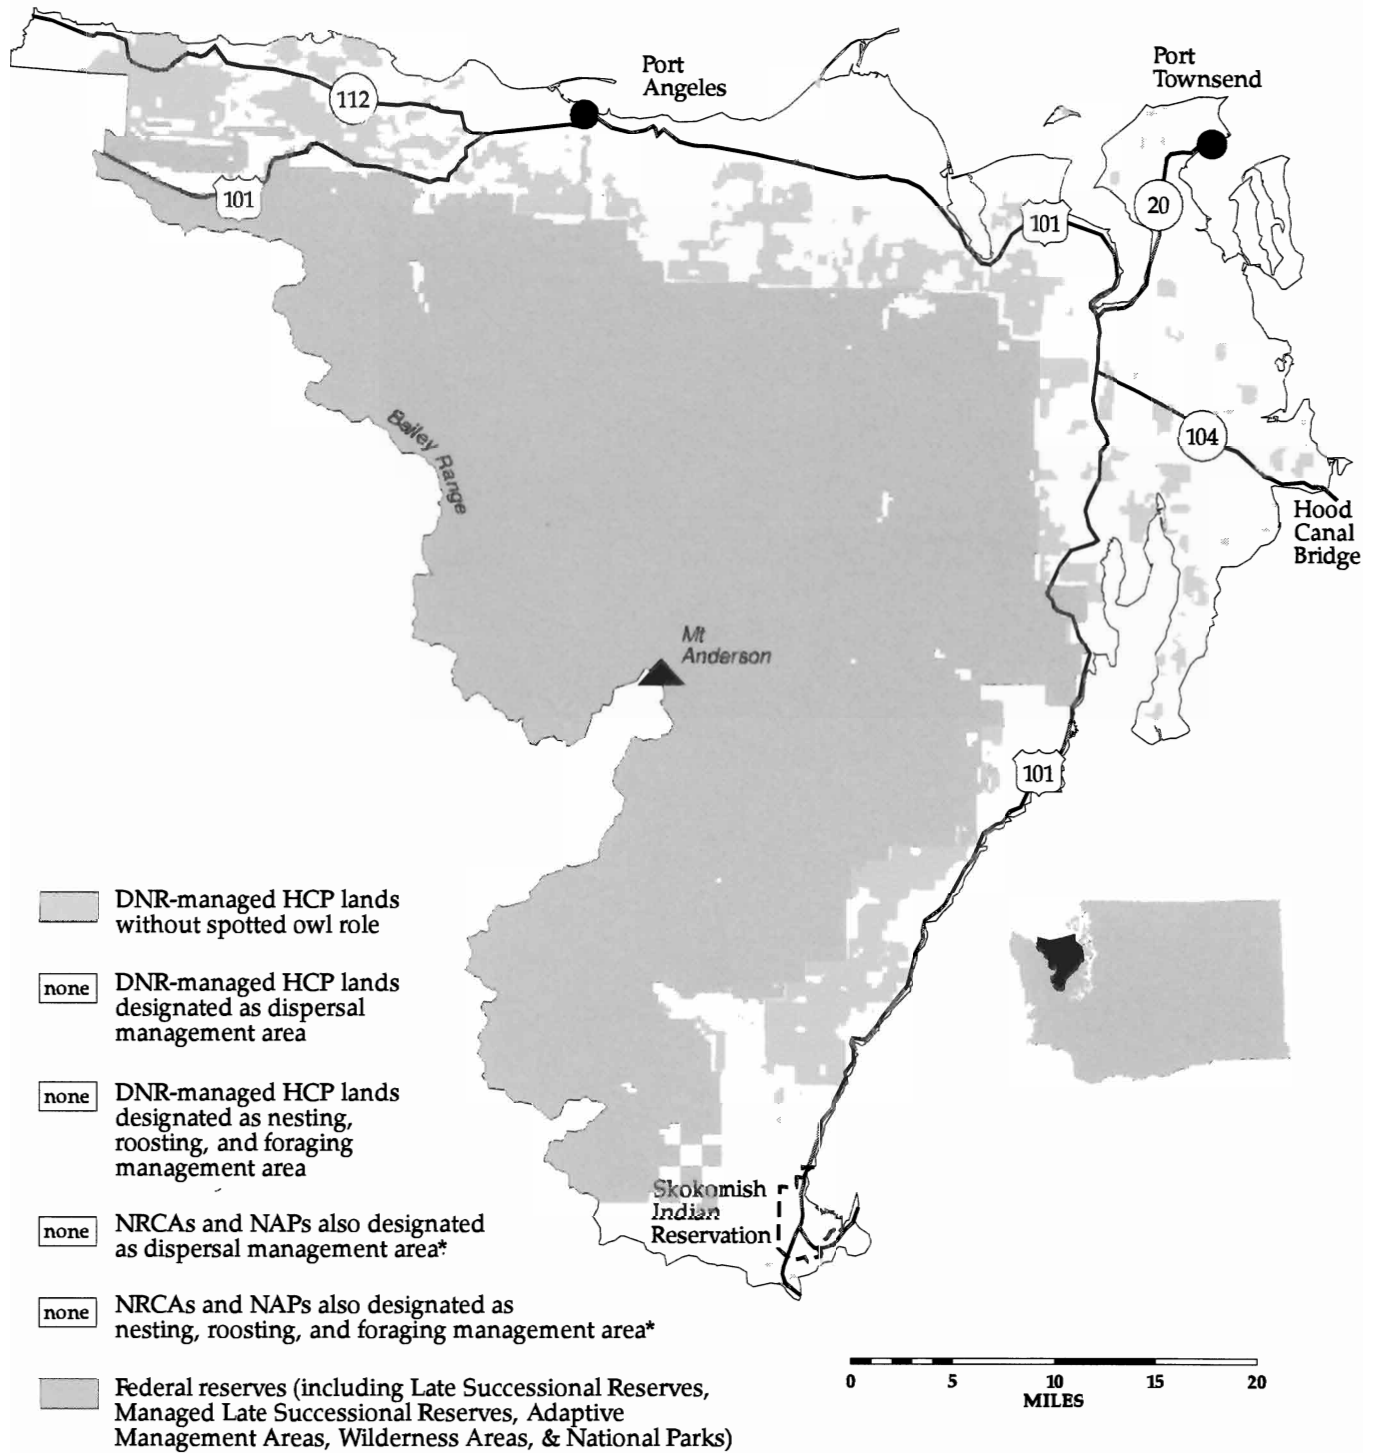 Port
Angeles
Port
Townsend
112
101
101
20
104
Hood
Canal
Bridge
Bailey Range
Mt
Anderson
101
Skokomish
Indian
Reservation
DNR-managed HCP lands
without spotted owl role
none
DNR-managed HCP lands
designated as dispersal
management area
none
DNR-managed HCP lands
designated as nesting,
roosting, and foraging
management area
none
NRCAs and NAPs also designated
as dispersal management area*
none
NRCAs and NAPs also designated as
nesting, roosting, and foraging management area*
Federal reserves (including Late Successional Reserves,
Managed Late Successional Reserves, Adaptive
Management Areas, Wilderness Areas, & National Parks)
0 5 10 15 20
MILES